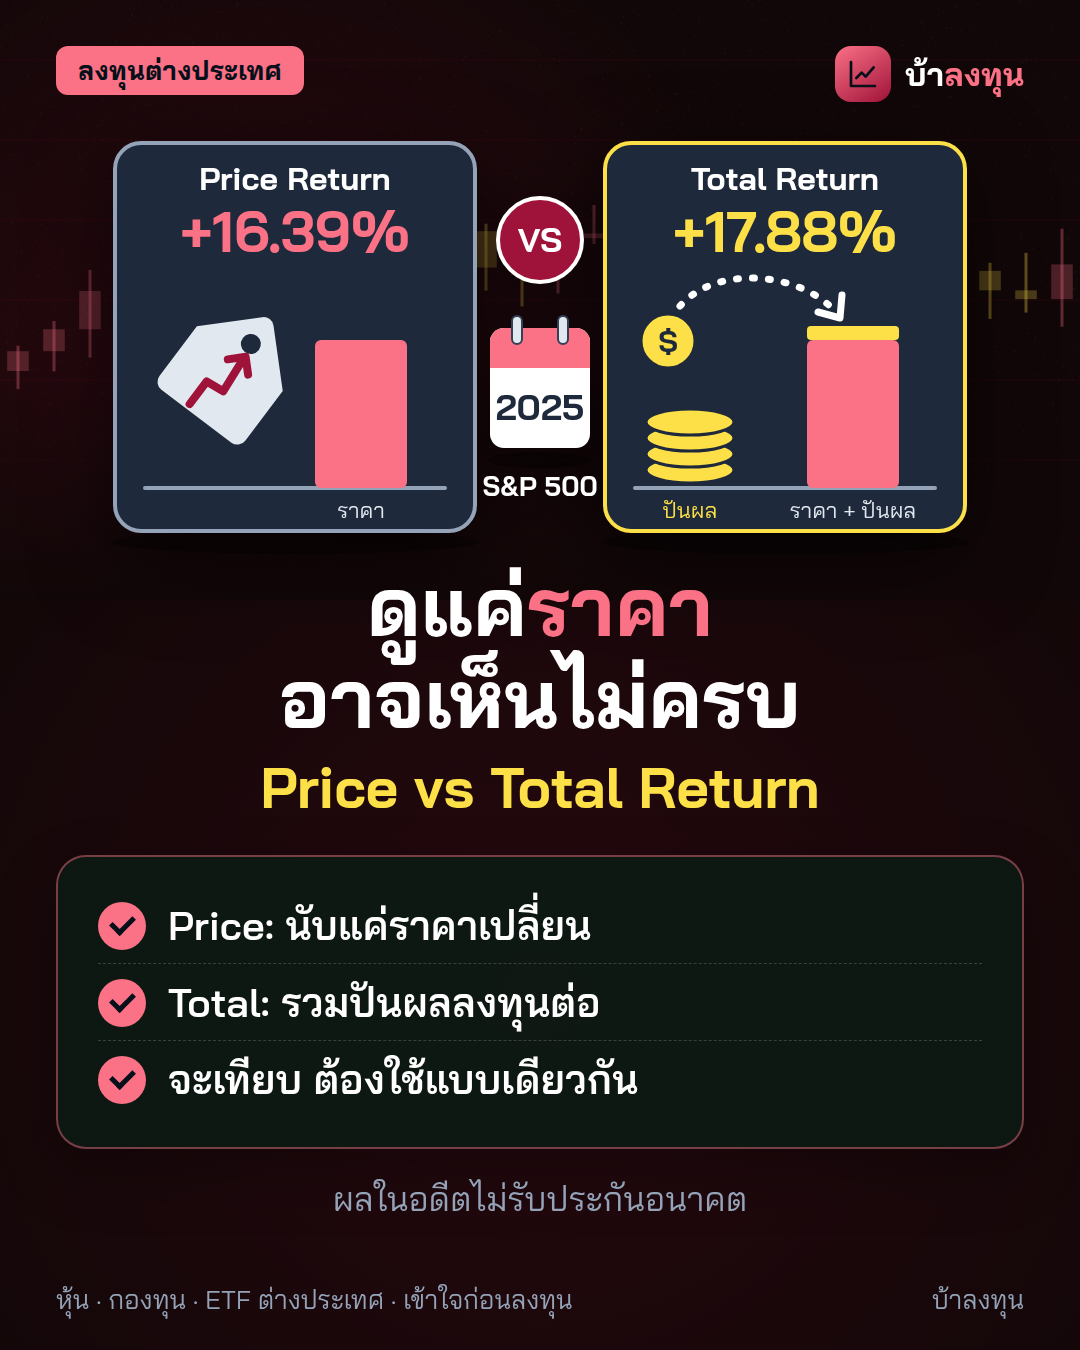 ลงทุนต่างประเทศ
บ้าลงทุน
Price Return
+16.39%
ราคา
VS
2025
S&P 500
Total Return
+17.88%
$
ปันผล
ราคา + ปันผล
ดูแค่ราคา
อาจเห็นไม่ครบ
Price vs Total Return
Price: นับแค่ราคาเปลี่ยน
Total: รวมปันผลลงทุนต่อ
จะเทียบ ต้องใช้แบบเดียวกัน
ผลในอดีตไม่รับประกันอนาคต
หุ้น · กองทุน · ETF ต่างประเทศ · เข้าใจก่อนลงทุน
บ้าลงทุน